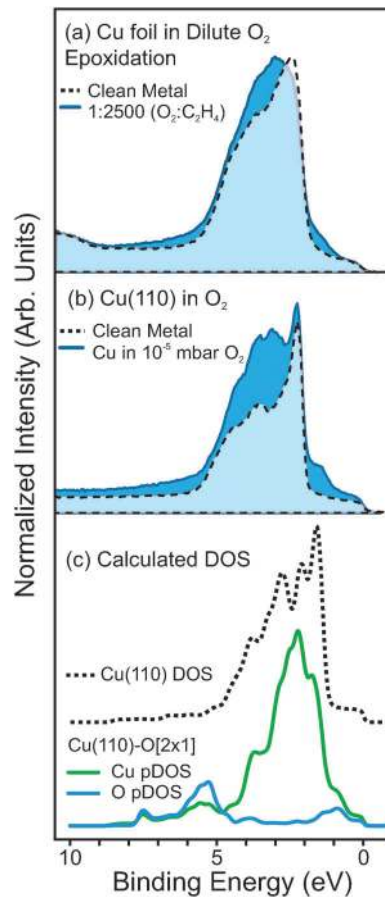 (a) Cu foil in Dilute O₂
Epoxidation
Clean Metal
1:2500 (O₂:C₂H₄)
(b) Cu(110) in O₂
Clean Metal
Cu in 10⁻⁵ mbar O₂
(c) Calculated DOS
Cu(110) DOS
Cu(110)-O[2x1]
Cu pDOS
O pDOS
Normalized Intensity (Arb. Units)
10 5 0
Binding Energy (eV)